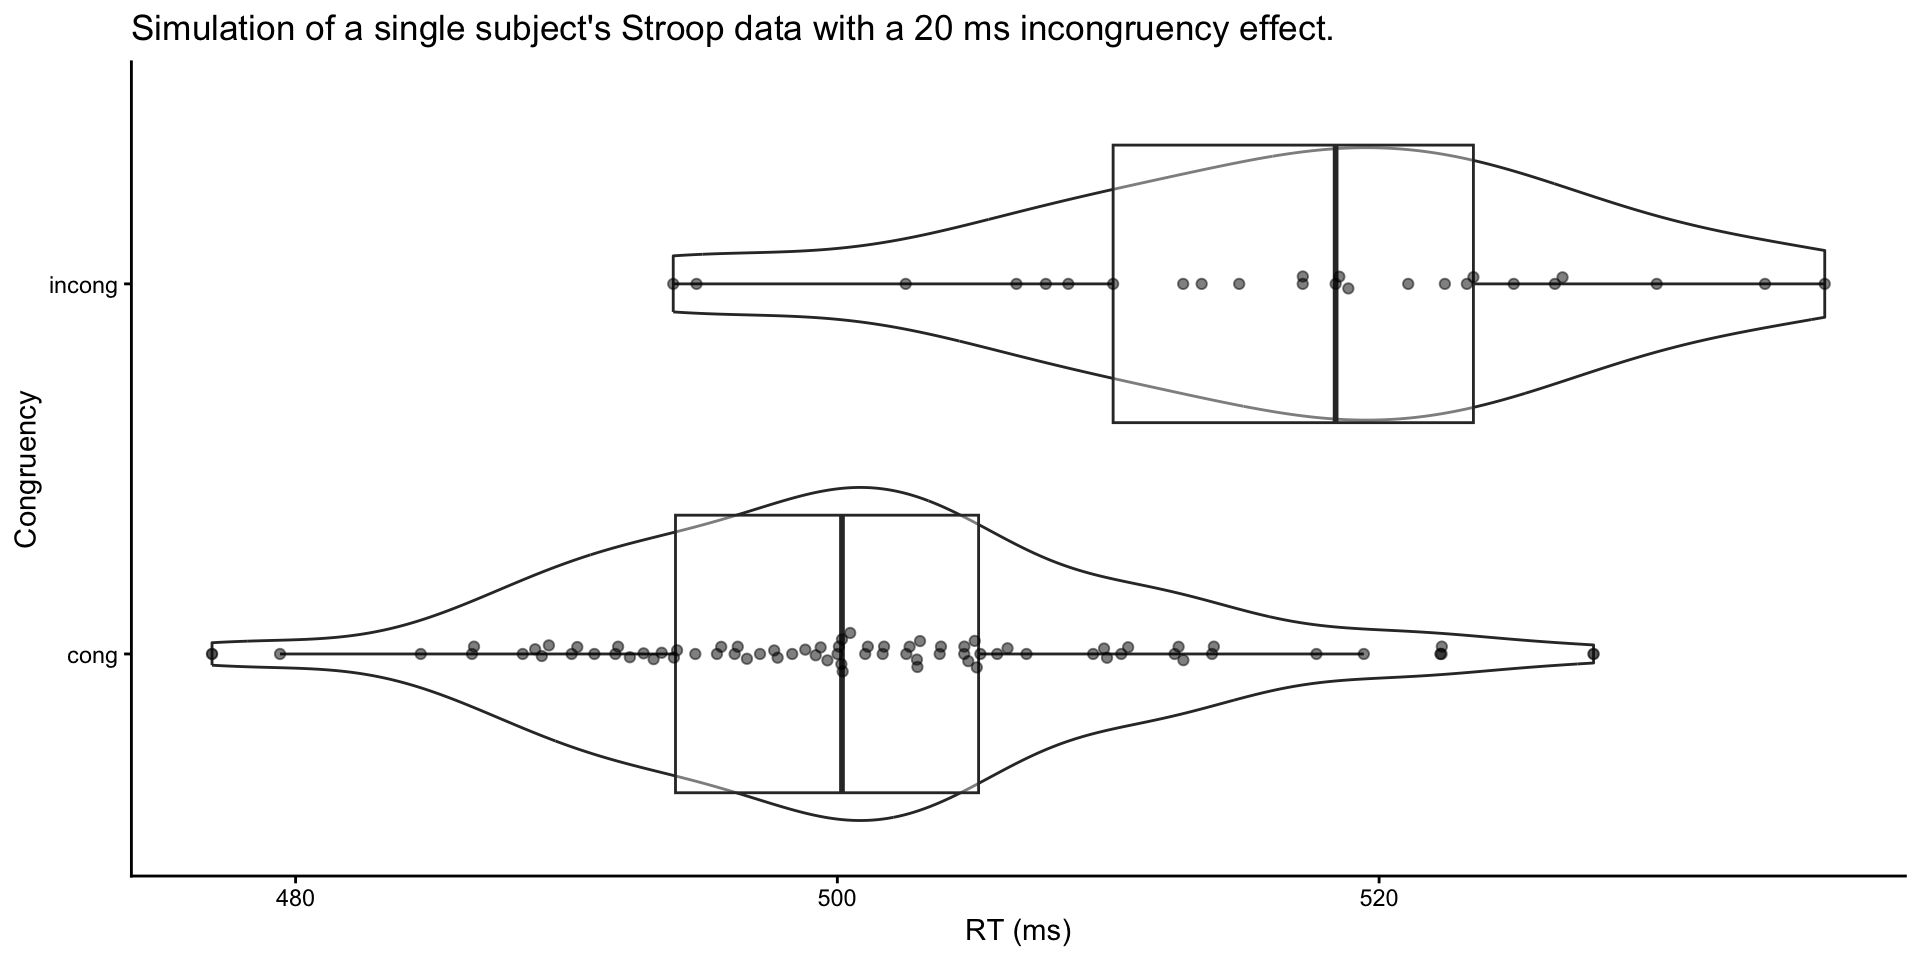 Simulation of a single subject's Stroop data with a 20 ms incongruency effect.
Congruency
incong
cong
480 500 520
RT (ms)